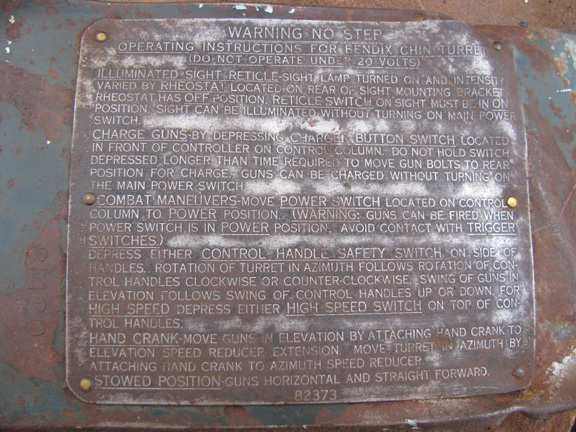 WARNING NO STEP
OPERATING INSTRUCTIONS FOR BENDIX CHIN TURRET
(DO NOT OPERATE UNDER 20 VOLTS)
ILLUMINATED SIGHT RETICLE-SIGHT LAMP TURNED ON AND INTENSITY
VARIED BY RHEOSTAT LOCATED ON REAR OF SIGHT MOUNTING BRACKET
RHEOSTAT HAS OFF POSITION. RETICLE SWITCH ON SIGHT MUST BE IN ON
POSITION. SIGHT CAN BE ILLUMINATED WITHOUT TURNING ON MAIN POWER
SWITCH.
CHARGE GUNS-BY DEPRESSING CHARGER BUTTON SWITCH LOCATED
IN FRONT OF CONTROLLER ON CONTROL COLUMN. DO NOT HOLD SWITCH
DEPRESSED LONGER THAN TIME REQUIRED TO MOVE GUN BOLTS TO REAR
POSITION FOR CHARGE. GUNS CAN BE CHARGED WITHOUT TURNING ON
THE MAIN POWER SWITCH
COMBAT MANEUVERS-MOVE POWER SWITCH LOCATED ON CONTROL
COLUMN TO POWER POSITION. (WARNING: GUNS CAN BE FIRED WHEN
POWER SWITCH IS IN POWER POSITION. AVOID CONTACT WITH TRIGGER
SWITCHES.)
DEPRESS EITHER CONTROL HANDLE SAFETY SWITCH ON SIDE OF
HANDLES. ROTATION OF TURRET IN AZIMUTH FOLLOWS ROTATION OF CON-
TROL HANDLES CLOCKWISE OR COUNTER-CLOCKWISE. SWING OF GUNS IN
ELEVATION FOLLOWS SWING OF CONTROL HANDLES UP OR DOWN. FOR
HIGH SPEED DEPRESS EITHER HIGH SPEED SWITCH ON TOP OF CON
TROL HANDLES.
HAND CRANK-MOVE GUNS IN ELEVATION BY ATTACHING HAND CRANK TO
ELEVATION SPEED REDUCER EXTENSION. MOVE TURRET IN AZIMUTH BY
ATTACHING HAND CRANK TO AZIMUTH SPEED REDUCER.
STOWED POSITION-GUNS HORIZONTAL AND STRAIGHT FORWARD.
82373